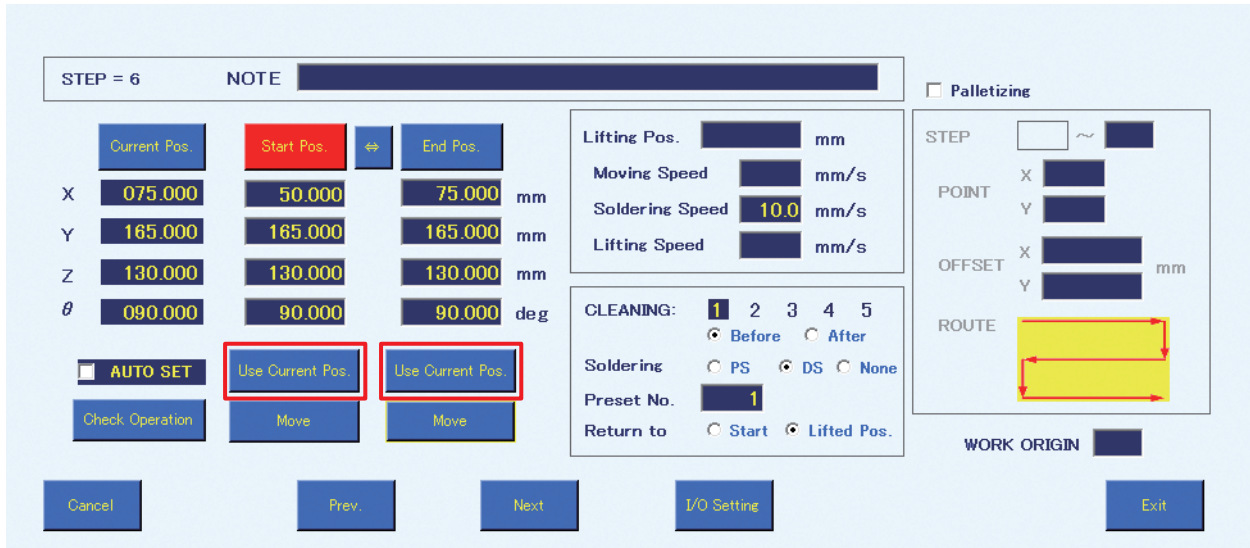 STEP = 6 NOTE
Palletizing
Current Pos. Start Pos. ⇔ End Pos.
X 075.000 50.000 75.000 mm
Y 165.000 165.000 165.000 mm
Z 130.000 130.000 130.000 mm
θ 090.000 90.000 90.000 deg
AUTO SET Use Current Pos. Use Current Pos.
Check Operation Move Move
Lifting Pos. mm
Moving Speed mm/s
Soldering Speed 10.0 mm/s
Lifting Speed mm/s
CLEANING: 1 2 3 4 5
Before After
Soldering PS DS None
Preset No. 1
Return to Start Lifted Pos.
STEP ~
POINT X
Y
OFFSET X
Y mm
ROUTE
WORK ORIGIN
Cancel Prev. Next I/O Setting Exit